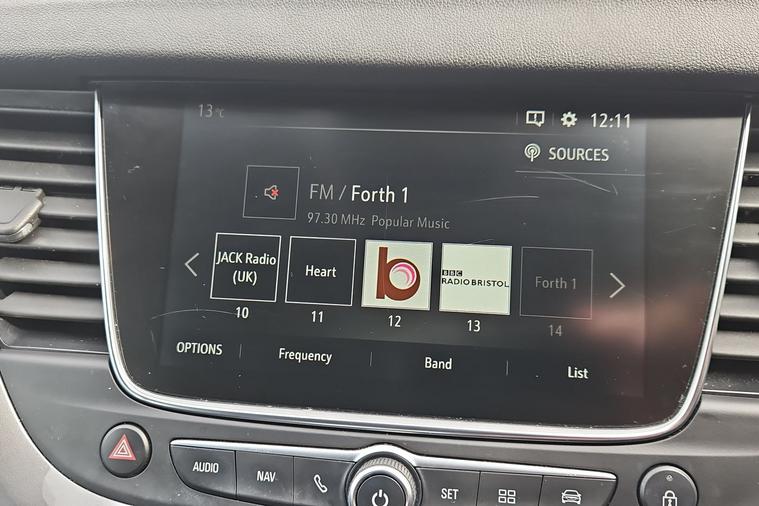 13°C
12:11
SOURCES
FM / Forth 1
97.30 MHz Popular Music
JACK Radio
(UK)
Heart
b
BBC
RADIO BRISTOL
Forth 1
10
11
12
13
14
OPTIONS
Frequency
Band
List
AUDIO
NAV
SET